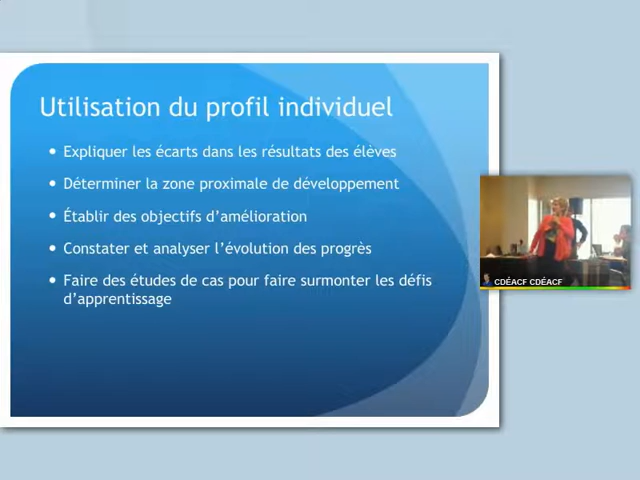 Utilisation du profil individuel
• Expliquer les écarts dans les résultats des élèves
• Déterminer la zone proximale de développement
• Établir des objectifs d’amélioration
• Constater et analyser l’évolution des progrès
• Faire des études de cas pour faire surmonter les défis
d’apprentissage
CDÉACF CDÉACF